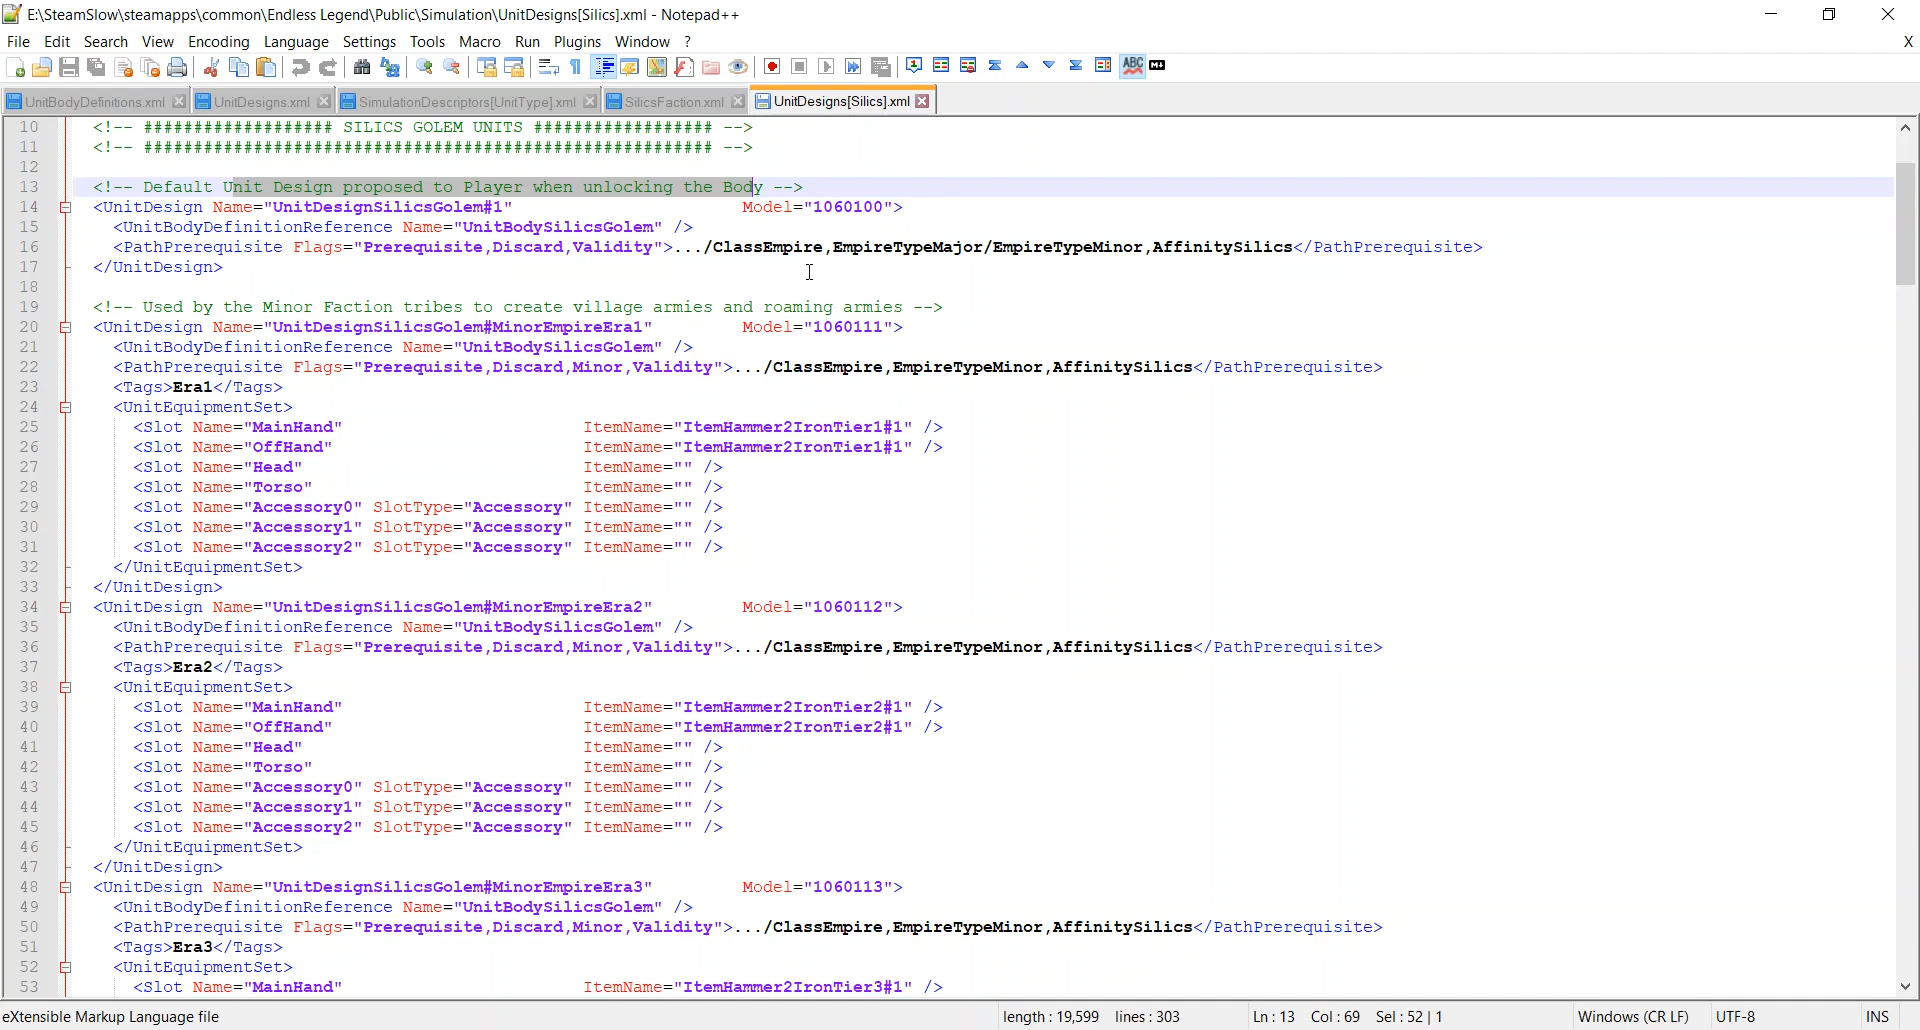 E:\SteamSlow\steamapps\common\Endless Legend\Public\Simulation\UnitDesigns[Silics].xml - Notepad++
File Edit Search View Encoding Language Settings Tools Macro Run Plugins Window ? X
UnitBodyDefinitions.xml UnitDesigns.xml SimulationDescriptors[UnitType].xml SilicsFaction.xml UnitDesigns[Silics].xml
10 <!-- ################### SILICS GOLEM UNITS ################## -->
11 <!-- ######################################################### -->
12
13 <!-- Default Unit Design proposed to Player when unlocking the Body -->
14 <UnitDesign Name="UnitDesignSilicsGolem#1" Model="1060100">
15 <UnitBodyDefinitionReference Name="UnitBodySilicsGolem" />
16 <PathPrerequisite Flags="Prerequisite,Discard,Validity">.../ClassEmpire,EmpireTypeMajor/EmpireTypeMinor,AffinitySilics</PathPrerequisite>
17 </UnitDesign>
18
19 <!-- Used by the Minor Faction tribes to create village armies and roaming armies -->
20 <UnitDesign Name="UnitDesignSilicsGolem#MinorEmpireEra1" Model="1060111">
21 <UnitBodyDefinitionReference Name="UnitBodySilicsGolem" />
22 <PathPrerequisite Flags="Prerequisite,Discard,Minor,Validity">.../ClassEmpire,EmpireTypeMinor,AffinitySilics</PathPrerequisite>
23 <Tags>Era1</Tags>
24 <UnitEquipmentSet>
25 <Slot Name="MainHand" ItemName="ItemHammer2IronTier1#1" />
26 <Slot Name="OffHand" ItemName="ItemHammer2IronTier1#1" />
27 <Slot Name="Head" ItemName="" />
28 <Slot Name="Torso" ItemName="" />
29 <Slot Name="Accessory0" SlotType="Accessory" ItemName="" />
30 <Slot Name="Accessory1" SlotType="Accessory" ItemName="" />
31 <Slot Name="Accessory2" SlotType="Accessory" ItemName="" />
32 </UnitEquipmentSet>
33 </UnitDesign>
34 <UnitDesign Name="UnitDesignSilicsGolem#MinorEmpireEra2" Model="1060112">
35 <UnitBodyDefinitionReference Name="UnitBodySilicsGolem" />
36 <PathPrerequisite Flags="Prerequisite,Discard,Minor,Validity">.../ClassEmpire,EmpireTypeMinor,AffinitySilics</PathPrerequisite>
37 <Tags>Era2</Tags>
38 <UnitEquipmentSet>
39 <Slot Name="MainHand" ItemName="ItemHammer2IronTier2#1" />
40 <Slot Name="OffHand" ItemName="ItemHammer2IronTier2#1" />
41 <Slot Name="Head" ItemName="" />
42 <Slot Name="Torso" ItemName="" />
43 <Slot Name="Accessory0" SlotType="Accessory" ItemName="" />
44 <Slot Name="Accessory1" SlotType="Accessory" ItemName="" />
45 <Slot Name="Accessory2" SlotType="Accessory" ItemName="" />
46 </UnitEquipmentSet>
47 </UnitDesign>
48 <UnitDesign Name="UnitDesignSilicsGolem#MinorEmpireEra3" Model="1060113">
49 <UnitBodyDefinitionReference Name="UnitBodySilicsGolem" />
50 <PathPrerequisite Flags="Prerequisite,Discard,Minor,Validity">.../ClassEmpire,EmpireTypeMinor,AffinitySilics</PathPrerequisite>
51 <Tags>Era3</Tags>
52 <UnitEquipmentSet>
53 <Slot Name="MainHand" ItemName="ItemHammer2IronTier3#1" />
eXtensible Markup Language file length : 19,599 lines : 303 Ln : 13 Col : 69 Sel : 52 | 1 Windows (CR LF) UTF-8 INS